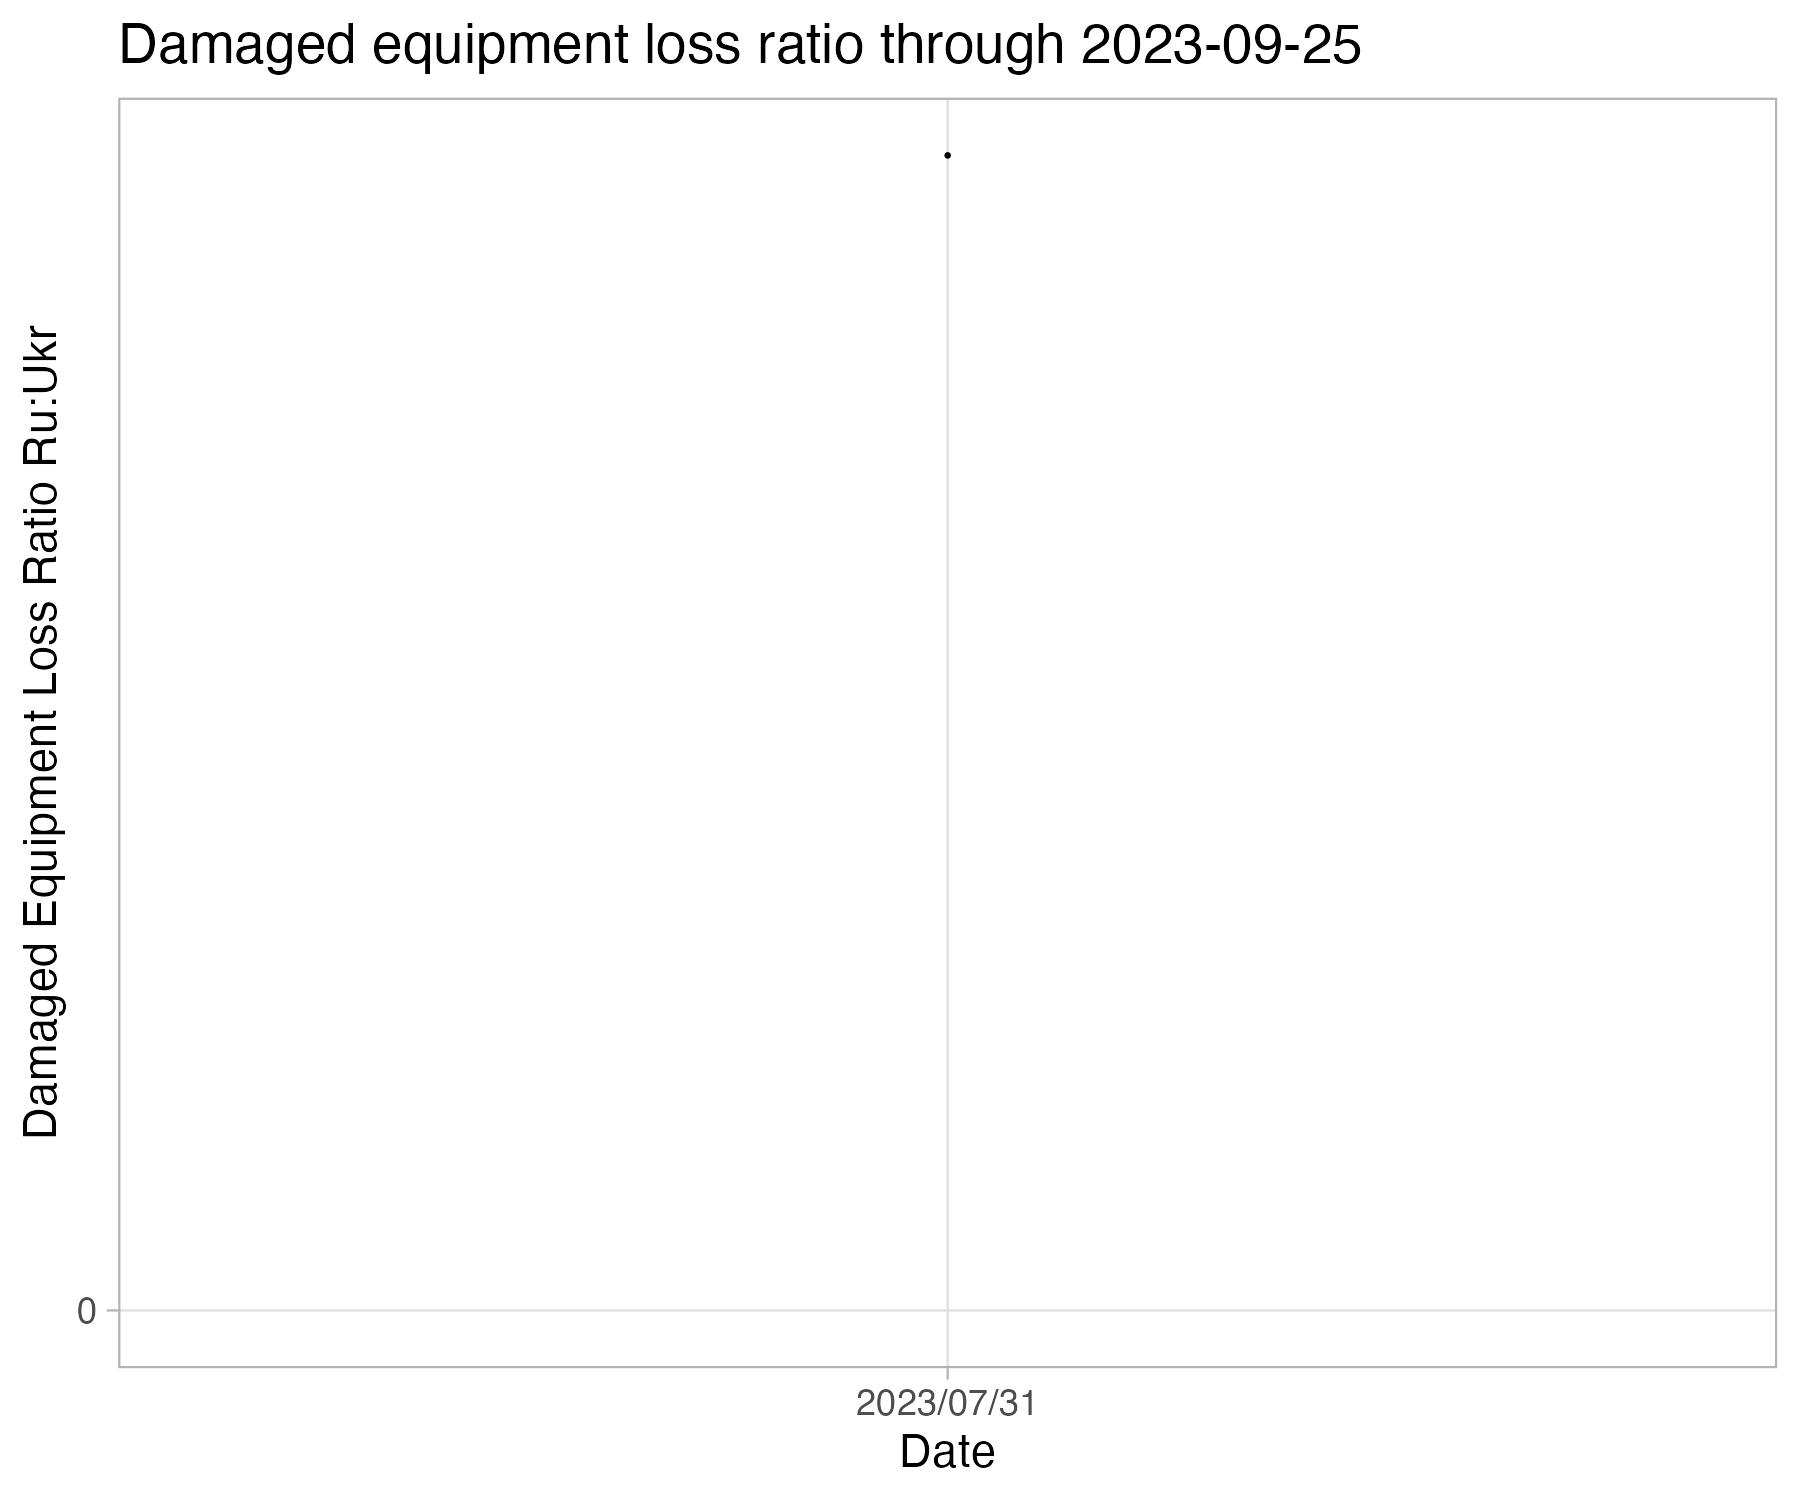 Damaged equipment loss ratio through 2023-09-25
Damaged Equipment Loss Ratio Ru:Ukr
0
2023/07/31
Date